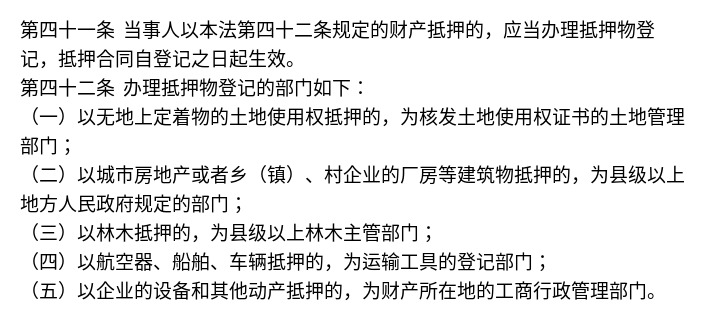 第四十一条 当事人以本法第四十二条规定的财产抵押的，应当办理抵押物登
记，抵押合同自登记之日起生效。
第四十二条 办理抵押物登记的部门如下：
（一）以无地上定着物的土地使用权抵押的，为核发土地使用权证书的土地管理
部门；
（二）以城市房地产或者乡（镇）、村企业的厂房等建筑物抵押的，为县级以上
地方人民政府规定的部门；
（三）以林木抵押的，为县级以上林木主管部门；
（四）以航空器、船舶、车辆抵押的，为运输工具的登记部门；
（五）以企业的设备和其他动产抵押的，为财产所在地的工商行政管理部门。